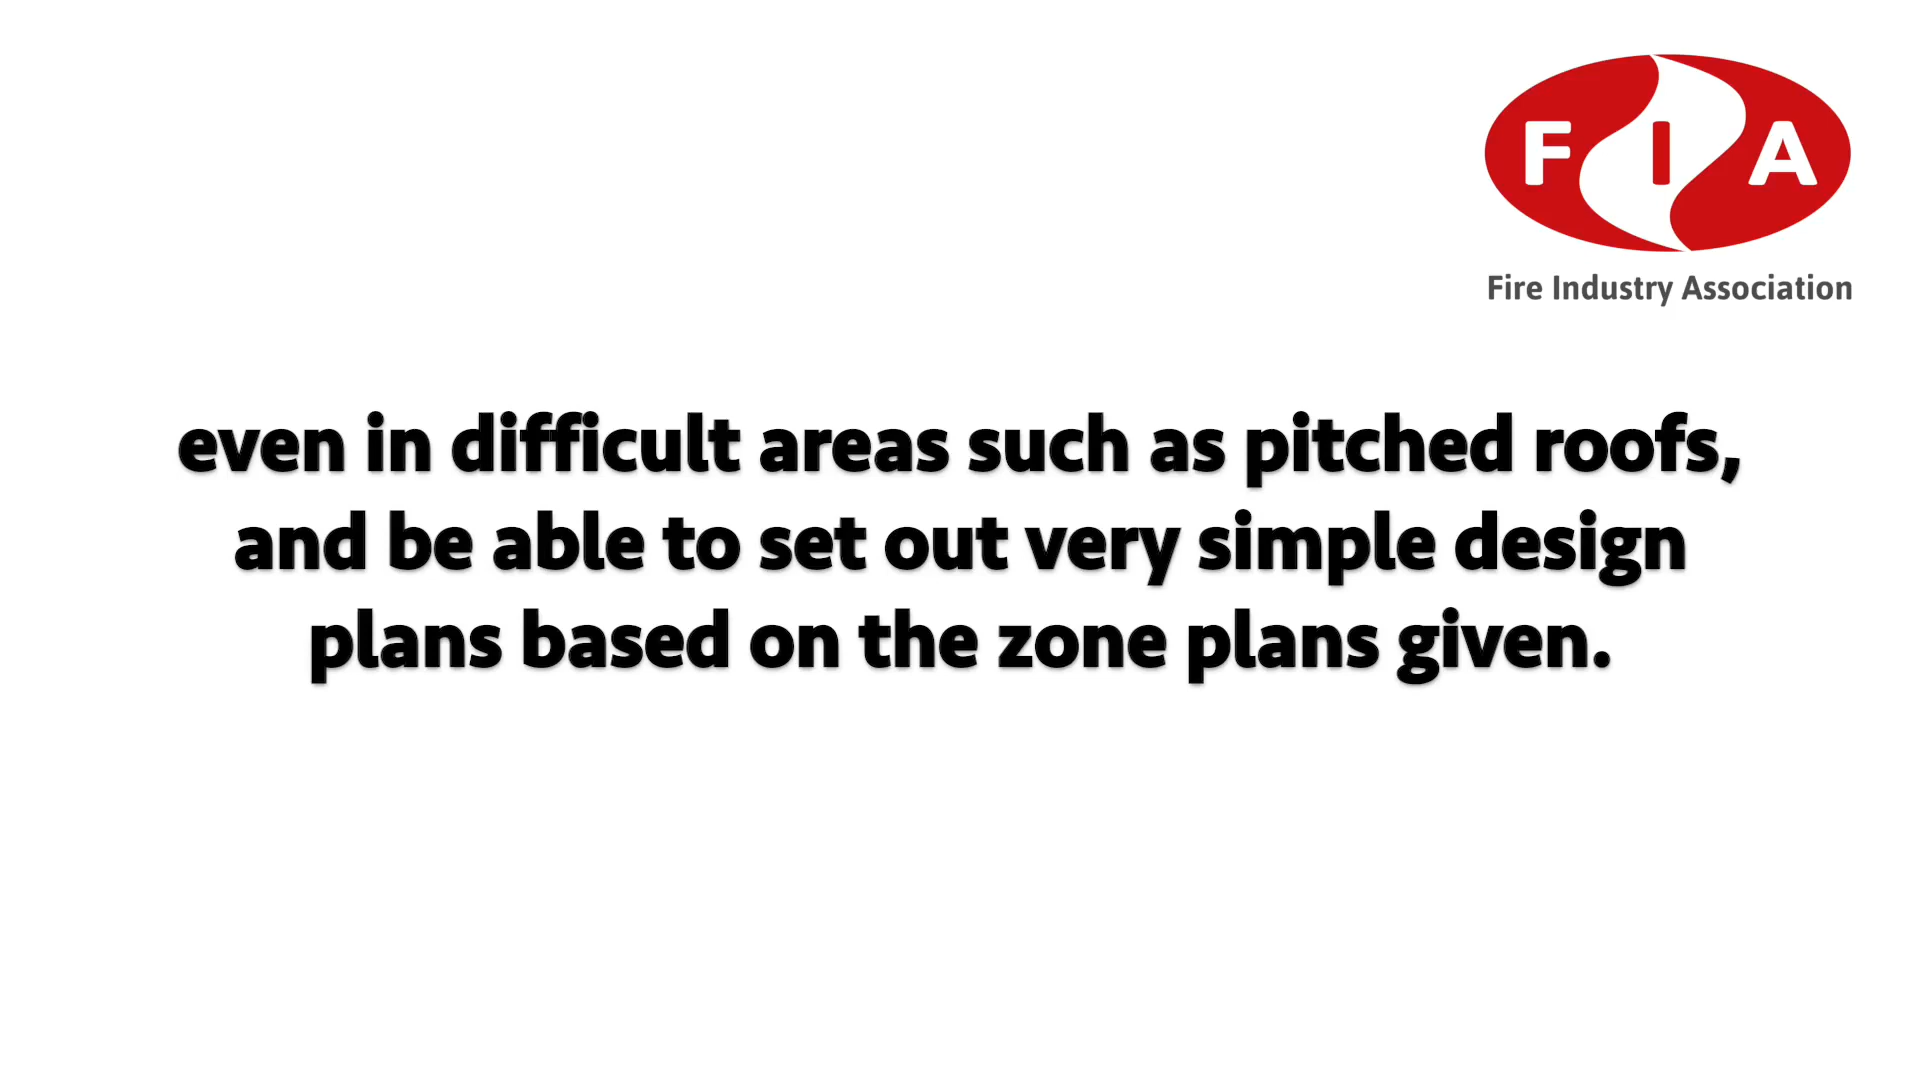 F I A
Fire Industry Association
even in difficult areas such as pitched roofs,
and be able to set out very simple design
plans based on the zone plans given.